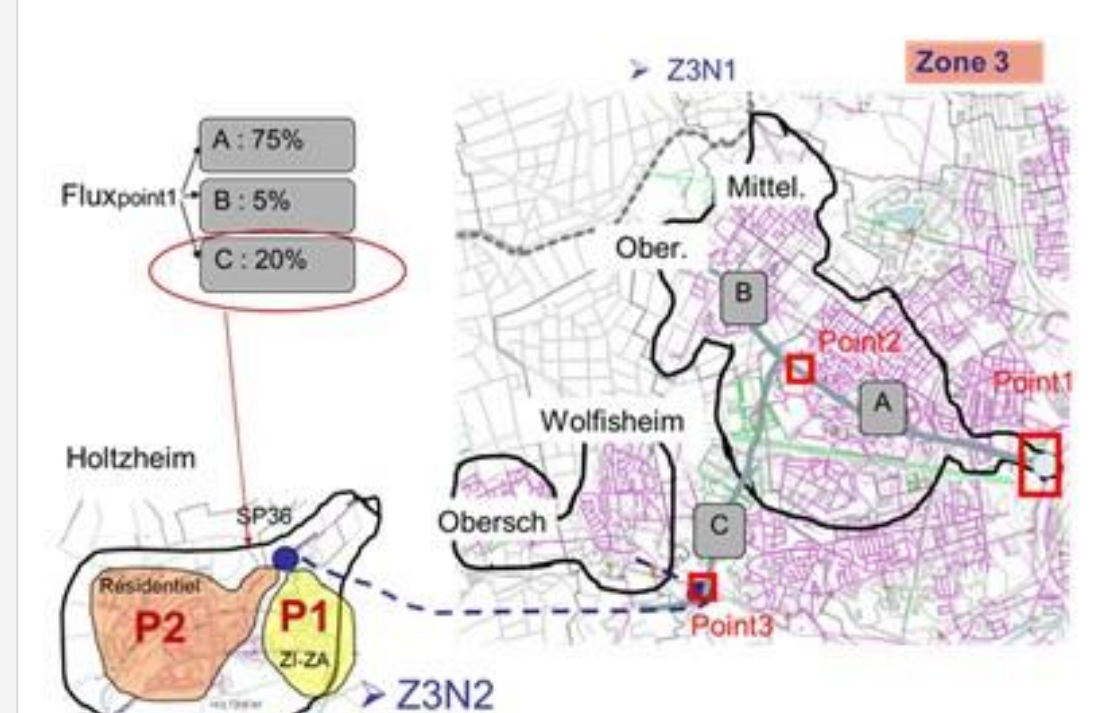 Zone 3
➢ Z3N1
A : 75%
Fluxpoint1
B : 5%
C : 20%
Mittel.
Ober.
B
Point2
Point1
A
Wolfisheim
Holtzheim
SP36
Obersch
C
Résidentiel
P2
P1
ZI-ZA
Point3
➢ Z3N2